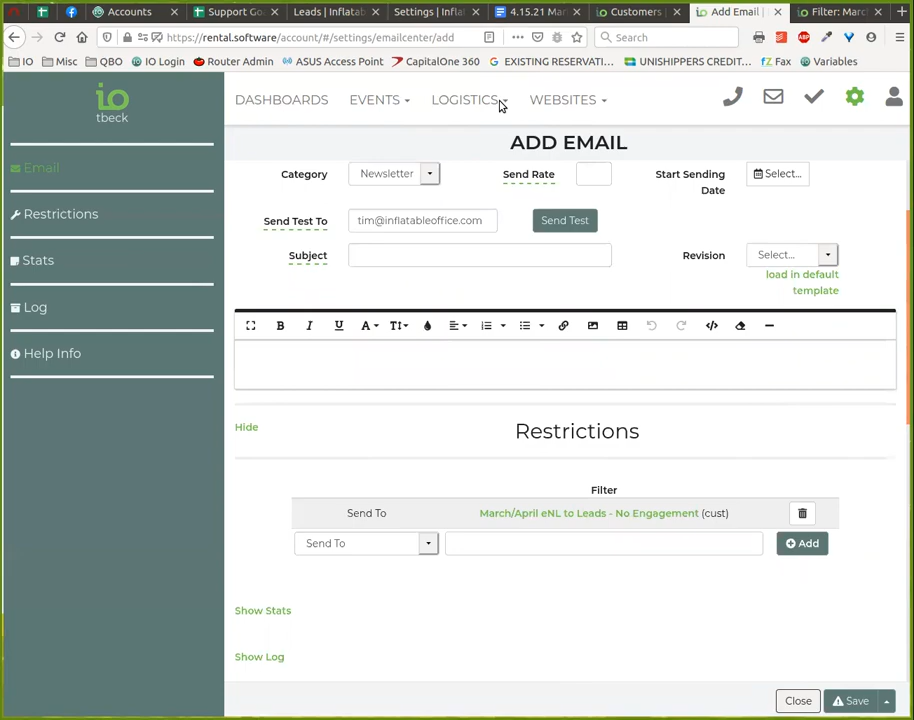 Accounts
Support Go
Leads | Inflatab
Settings | Inflat
4.15.21 Market
Customers |
Add Email |
Filter: March
https://rental.software/account/#/settings/emailcenter/add
Search
IO
Misc
QBO
IO Login
Router Admin
ASUS Access Point
CapitalOne 360
EXISTING RESERVATI...
UNISHIPPERS CREDIT...
Fax
Variables
io
tbeck
DASHBOARDS
EVENTS
LOGISTICS
WEBSITES
Email
Restrictions
Stats
Log
Help Info
ADD EMAIL
Category
Newsletter
Send Rate
Start Sending
Date
Select...
Send Test To
tim@inflatableoffice.com
Send Test
Subject
Revision
Select...
load in default
template
Hide
Restrictions
Filter
Send To
March/April eNL to Leads - No Engagement (cust)
Send To
Add
Show Stats
Show Log
Close
Save